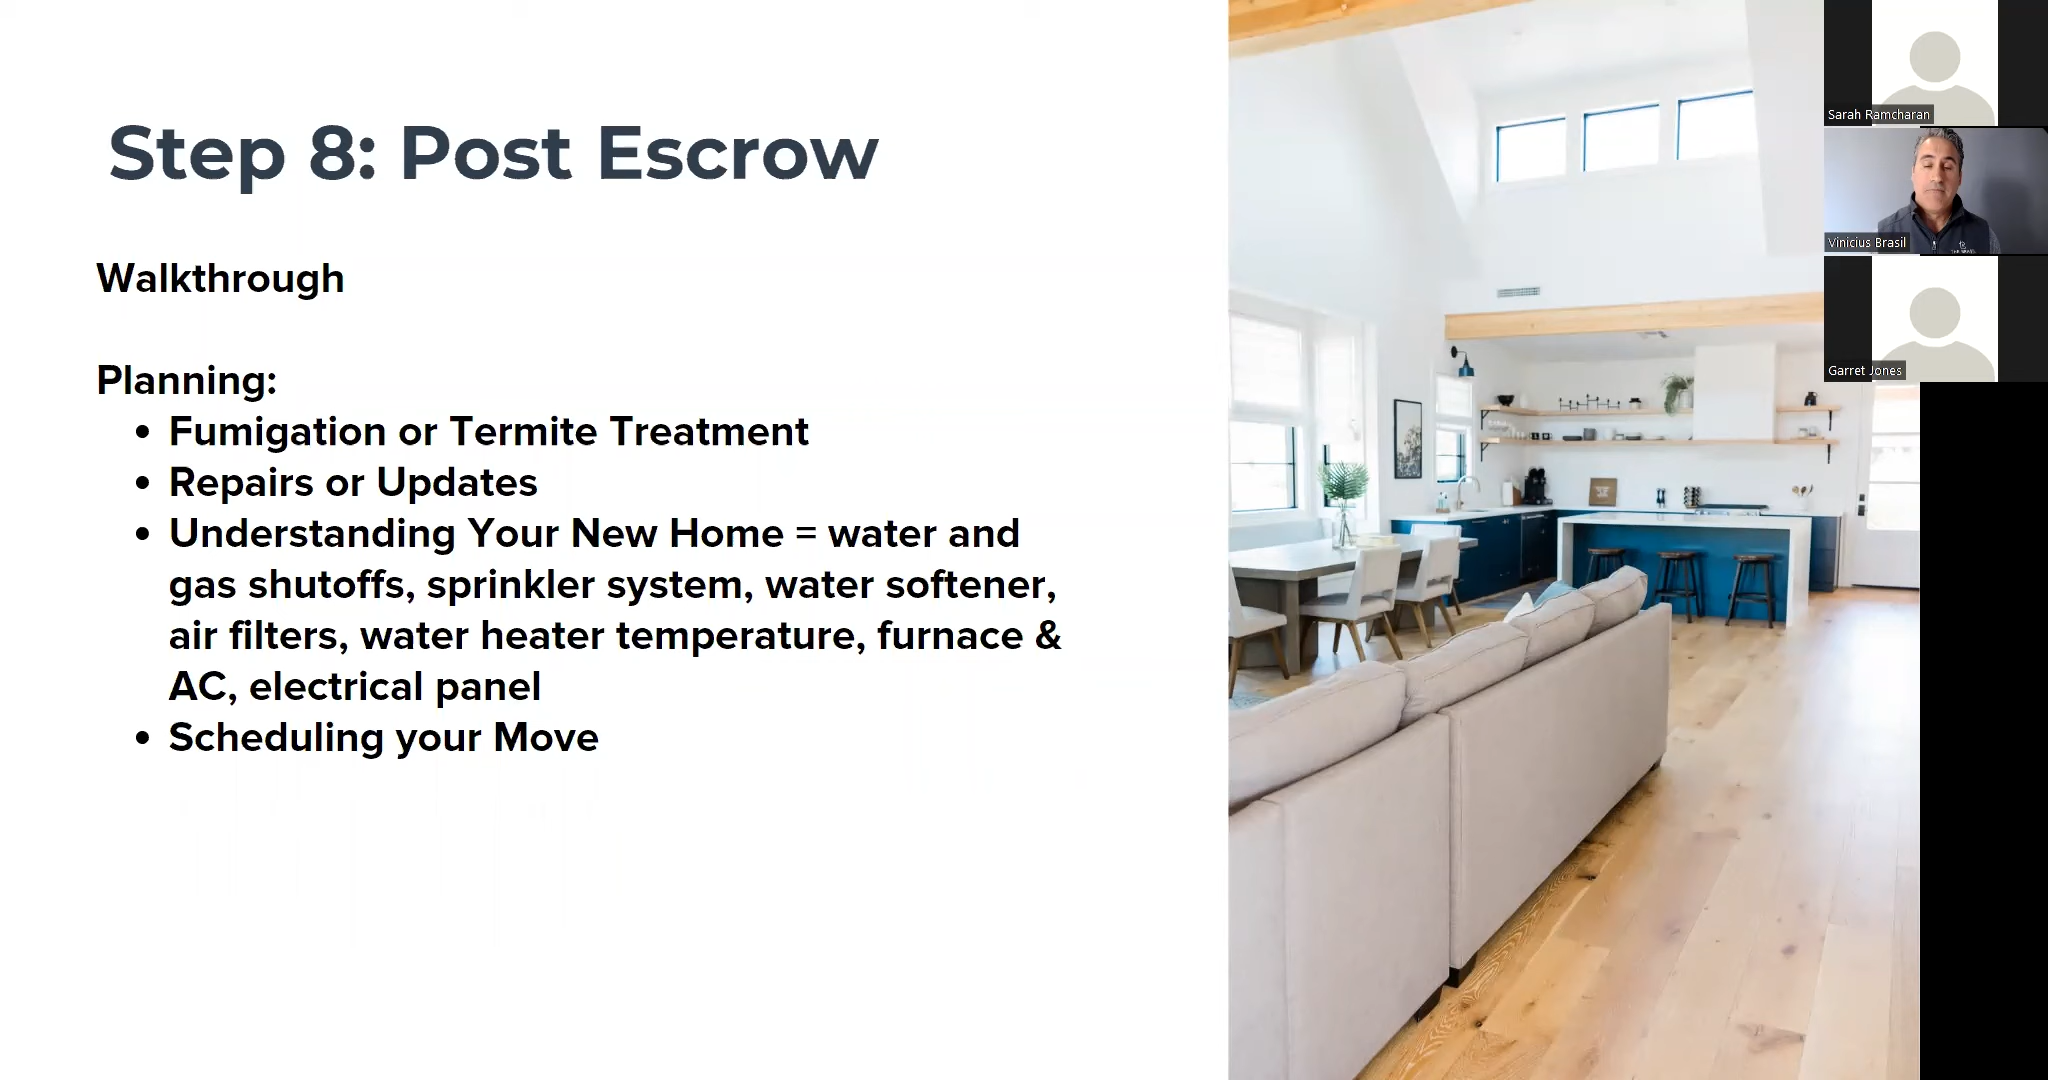 Step 8: Post Escrow
Walkthrough
Planning:
• Fumigation or Termite Treatment
• Repairs or Updates
• Understanding Your New Home = water and
gas shutoffs, sprinkler system, water softener,
air filters, water heater temperature, furnace &
AC, electrical panel
• Scheduling your Move
Sarah Ramcharan
Vinicius Brasil
Garret Jones